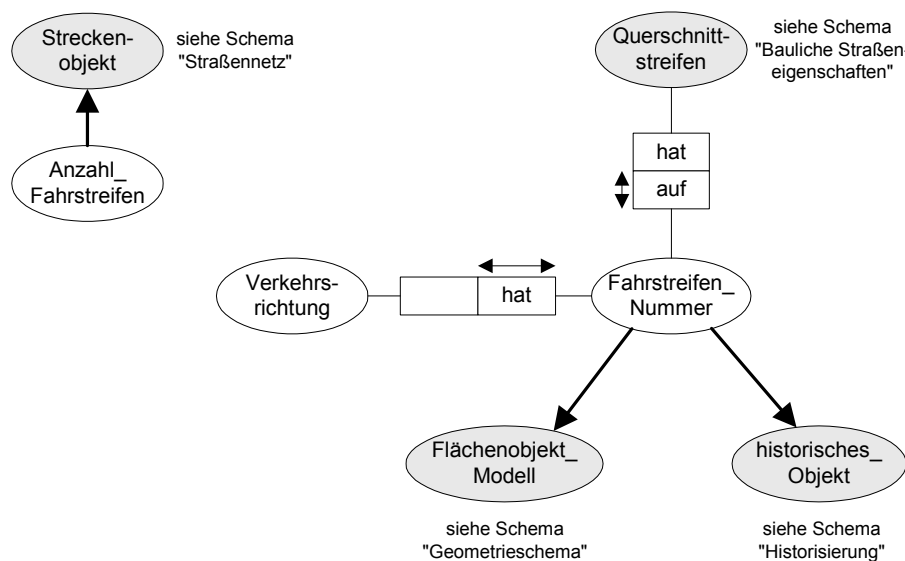 Strecken-
objekt
siehe Schema
"Straßennetz"
Querschnitt-
streifen
siehe Schema
"Bauliche Straßen-
eigenschaften"
Anzahl_
Fahrstreifen
hat
auf
Verkehrs-
richtung
hat
Fahrstreifen_
Nummer
Flächenobjekt_
Modell
historisches_
Objekt
siehe Schema
"Geometrieschema"
siehe Schema
"Historisierung"